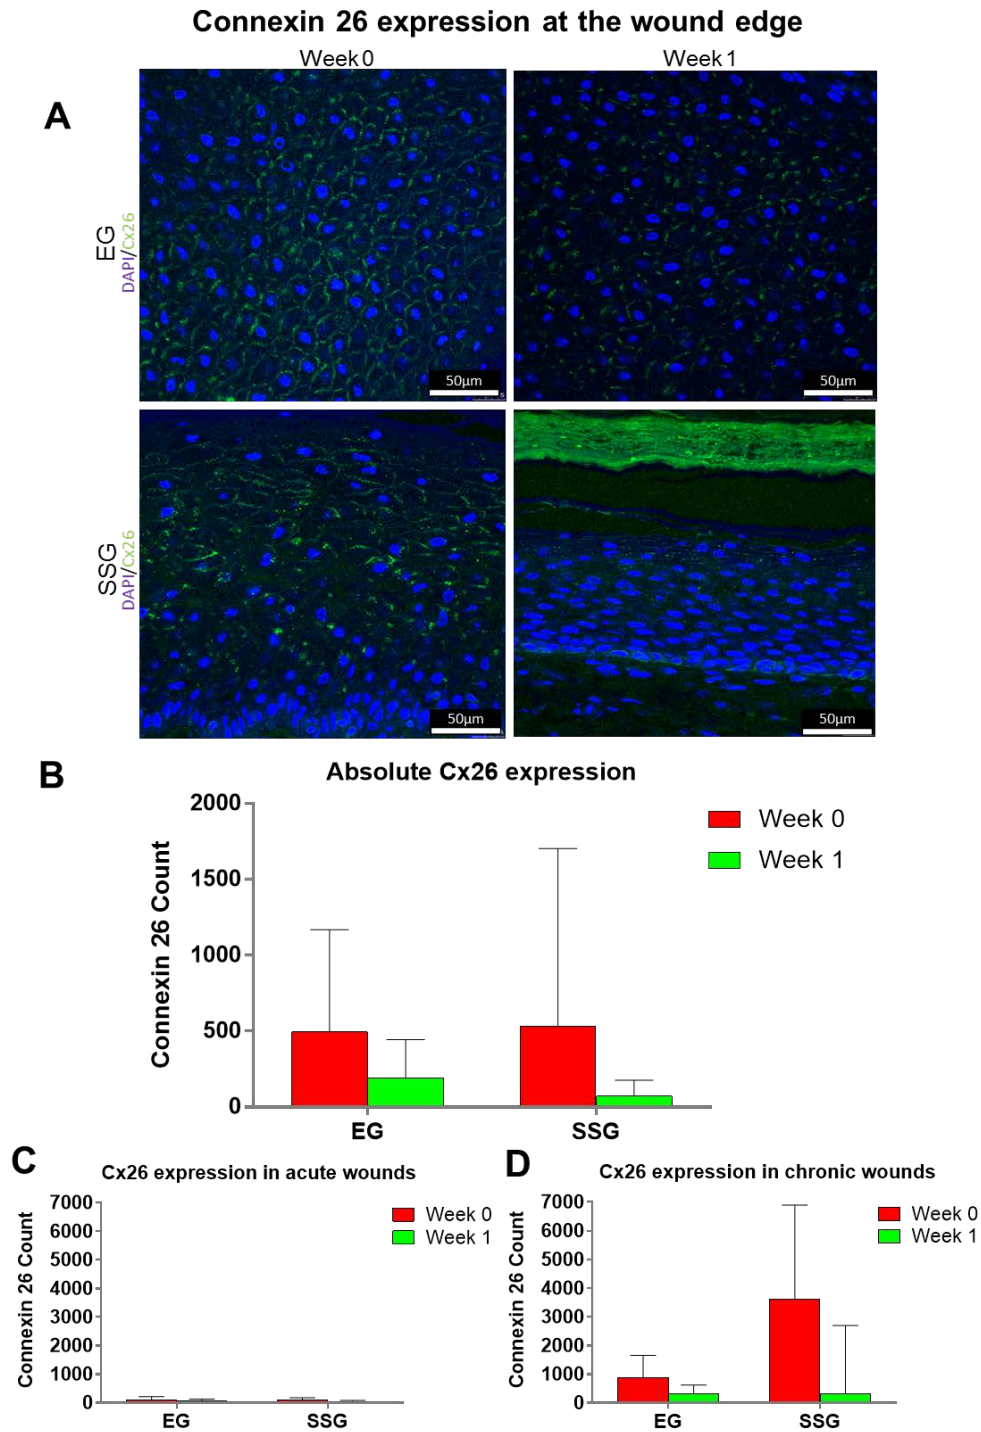 Connexin 26 expression at the wound edge
Week 0
Week 1
A
EG
DAPI/Cx26
50µm
50µm
SSG
DAPI/Cx26
50µm
50µm
B
Absolute Cx26 expression
Connexin 26 Count
2000
1500
1000
500
0
EG
SSG
Week 0
Week 1
C
Cx26 expression in acute wounds
Connexin 26 Count
7000
6000
5000
4000
3000
2000
1000
0
EG
SSG
Week 0
Week 1
D
Cx26 expression in chronic wounds
Connexin 26 Count
7000
6000
5000
4000
3000
2000
1000
0
EG
SSG
Week 0
Week 1